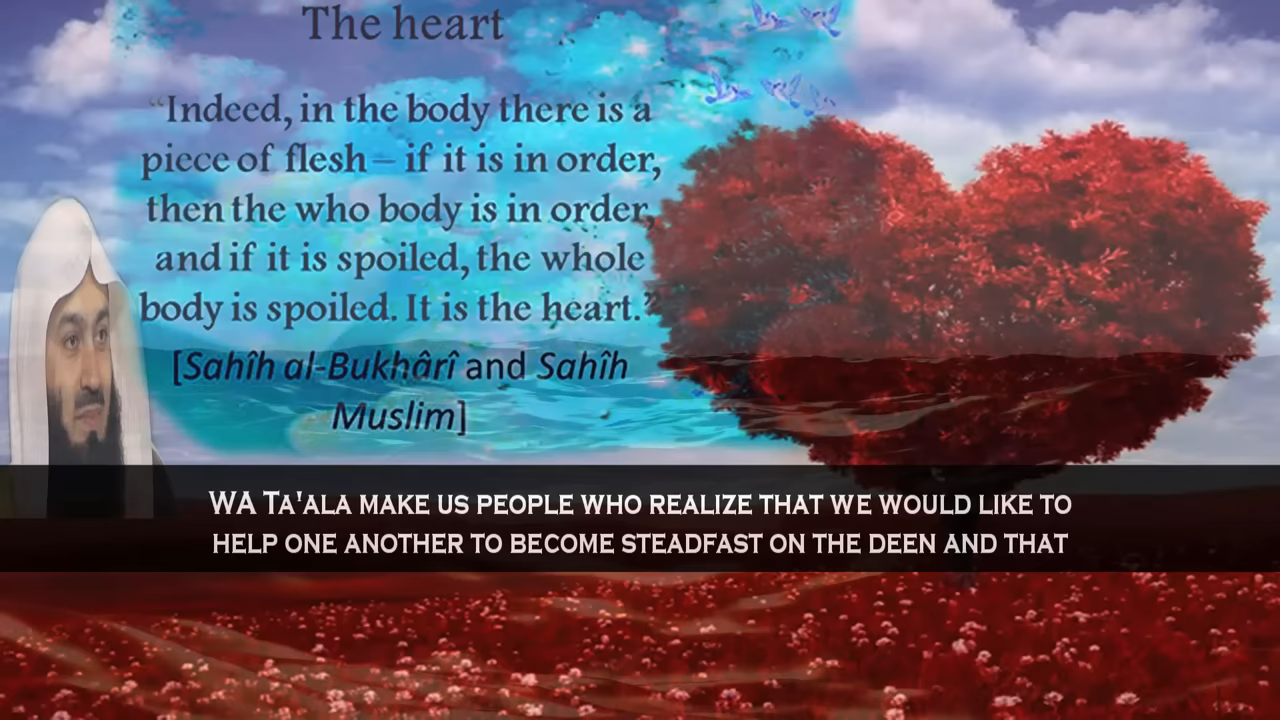 The heart
“Indeed, in the body there is a
piece of flesh – if it is in order,
then the who body is in order,
and if it is spoiled, the whole
body is spoiled. It is the heart.”
[Sahîh al-Bukhârî and Sahîh
Muslim]
WA TA'ALA MAKE US PEOPLE WHO REALIZE THAT WE WOULD LIKE TO
HELP ONE ANOTHER TO BECOME STEADFAST ON THE DEEN AND THAT